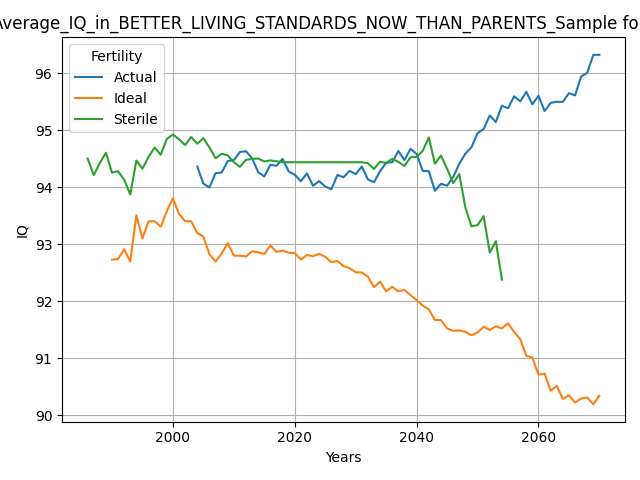 Average_IQ_in_BETTER_LIVING_STANDARDS_NOW_THAN_PARENTS_Sample fo
Fertility
Actual
Ideal
Sterile
96
95
94
93
92
91
90
IQ
2000 2020 2040 2060
Years